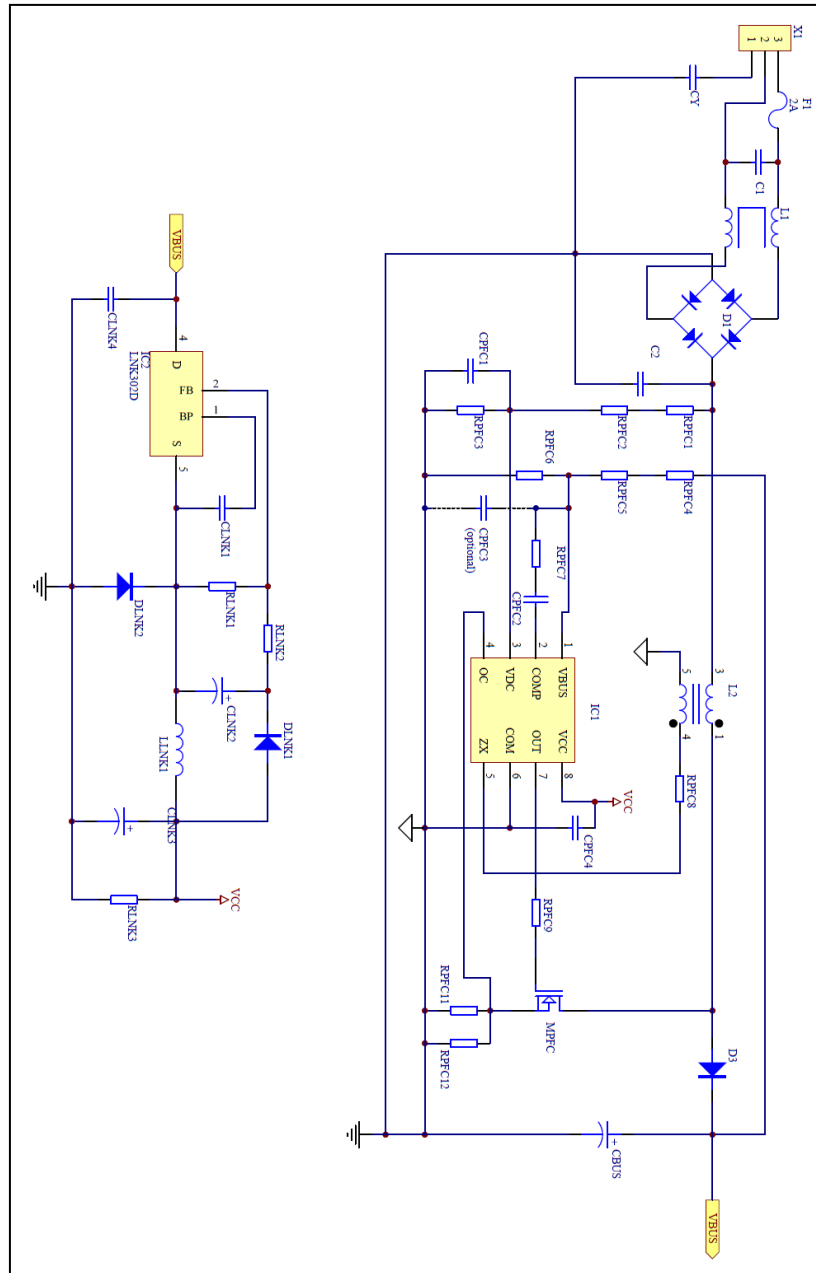 X1
3
2
1
F1
2A
CY
C1
L1
D1
C2
CPFC1
RPFC3
RPFC2
RPFC1
RPFC6
RPFC5
RPFC4
CPFC3
(optional)
RPFC7
CPFC2
4
3
2
1
OC
VDC
COMP
VBUS
IC1
ZX
COM
OUT
VCC
5
6
7
8
VCC
CPFC4
L2
3
1
5
4
RPFC8
RPFC9
RPFC11
RPFC12
MPFC
D3
+ CBUS
VBUS
VBUS
CLNK4
4
IC2
LNK302D
D
FB
BP
S
2
1
5
CLNK1
DLNK2
RLNK1
RLNK2
+
CLNK2
DLNK1
LLNK1
CLNK3
+
RLNK3
VCC